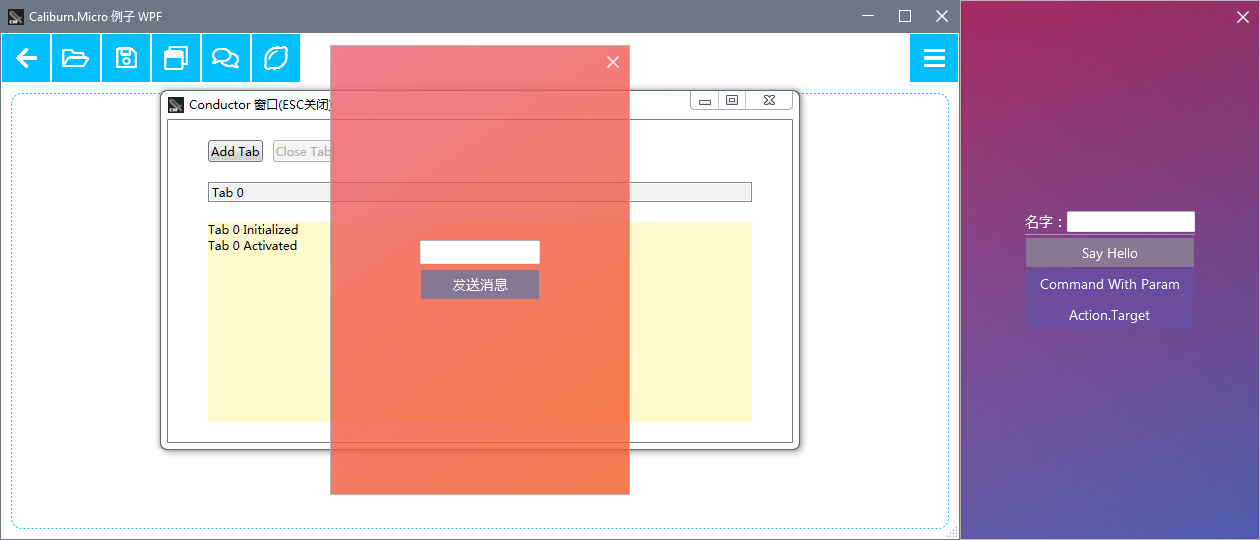 Caliburn.Micro 例子 WPF
Conductor 窗口(ESC关闭)
Add Tab
Close Tab
Tab 0
Tab 0 Initialized
Tab 0 Activated
发送消息
名字：
Say Hello
Command With Param
Action.Target